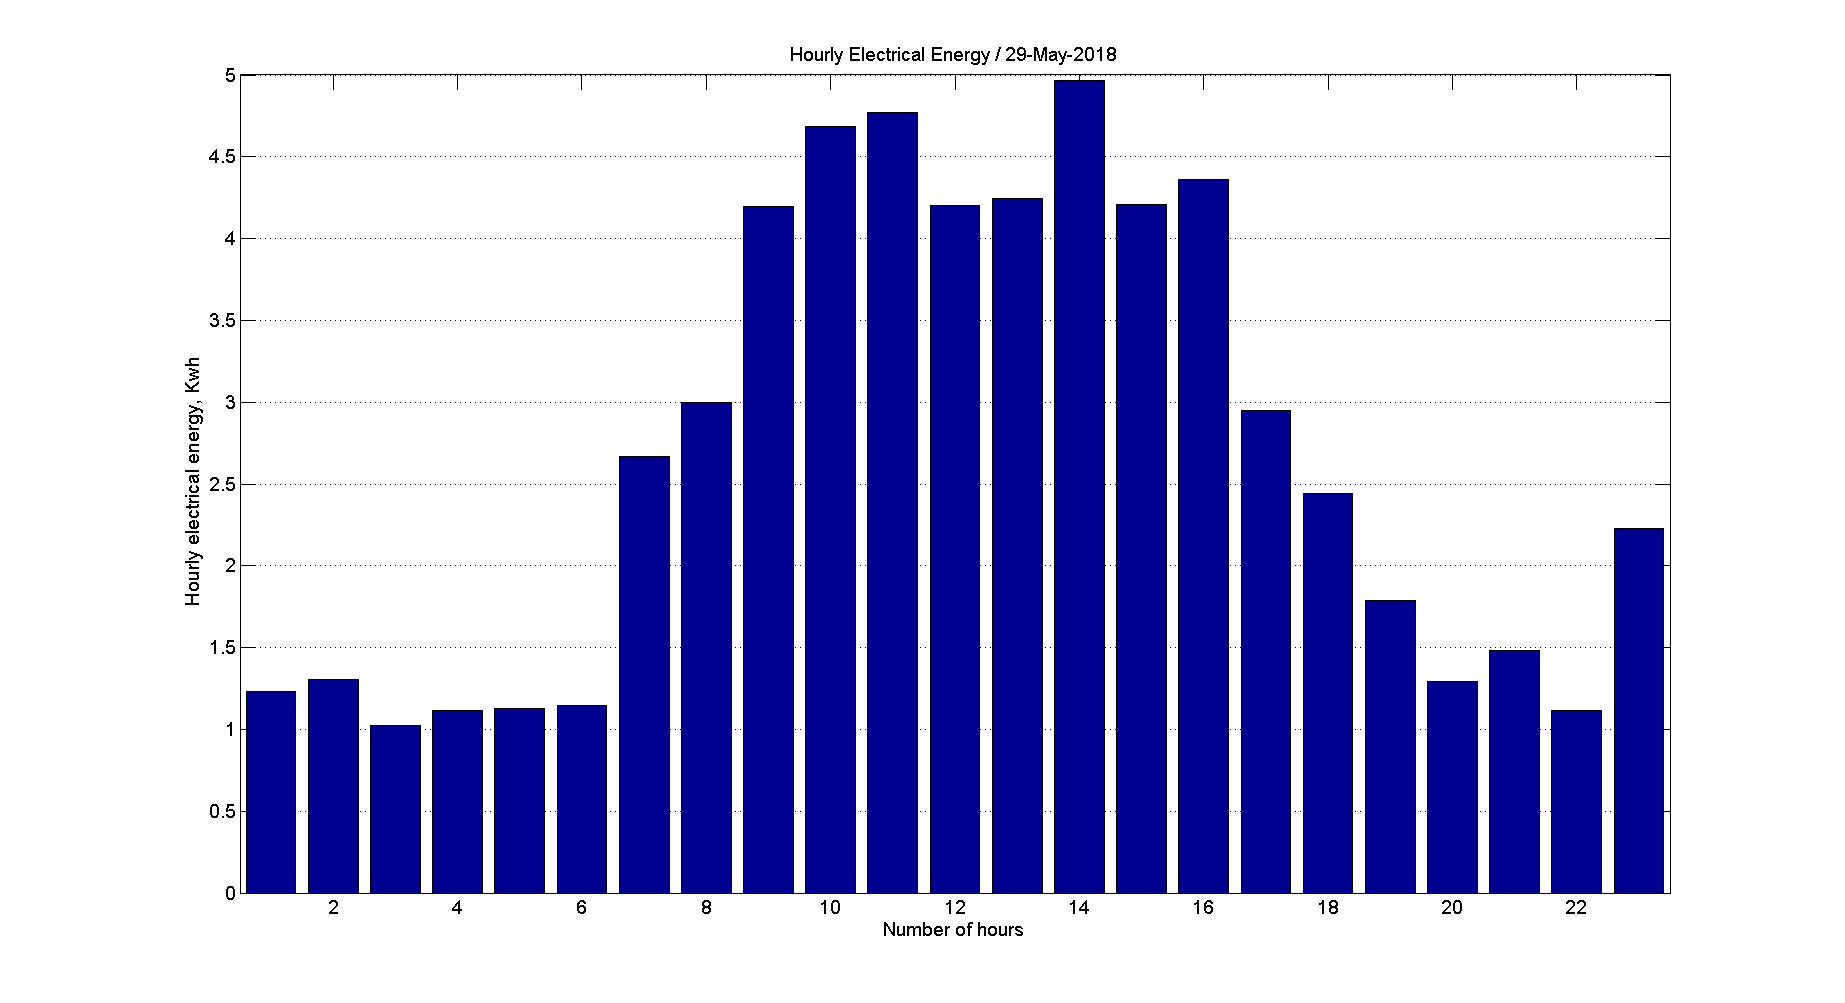 Hourly Electrical Energy / 29-May-2018
5
4.5
4
3.5
3
2.5
2
1.5
1
0.5
0
Hourly electrical energy, Kwh
2 4 6 8 10 12 14 16 18 20 22
Number of hours